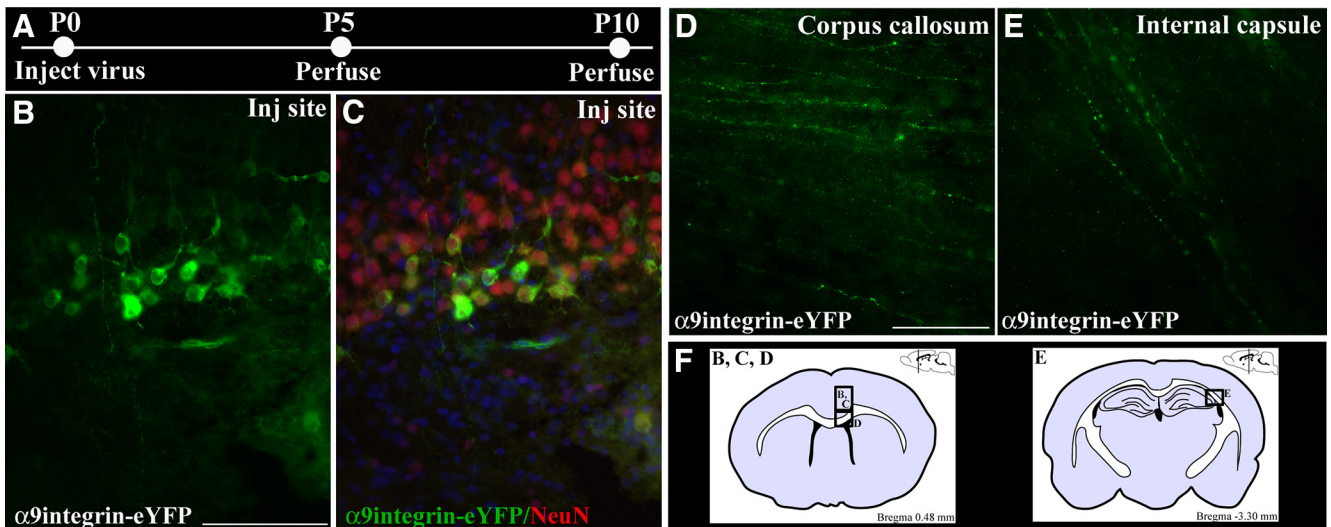 A
P0 P5 P10
Inject virus Perfuse Perfuse
B Inj site
α9integrin-eYFP
C Inj site
α9integrin-eYFP/NeuN
D Corpus callosum
α9integrin-eYFP
E Internal capsule
α9integrin-eYFP
F
B, C, D
B,
C
D
Bregma 0.48 mm
E
E
Bregma -3.30 mm